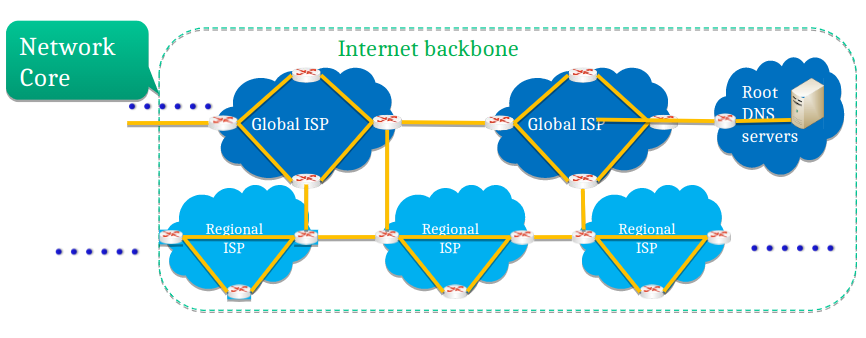 Network
Core
Internet backbone
Global ISP
Global ISP
Root
DNS
servers
Regional
ISP
Regional
ISP
Regional
ISP